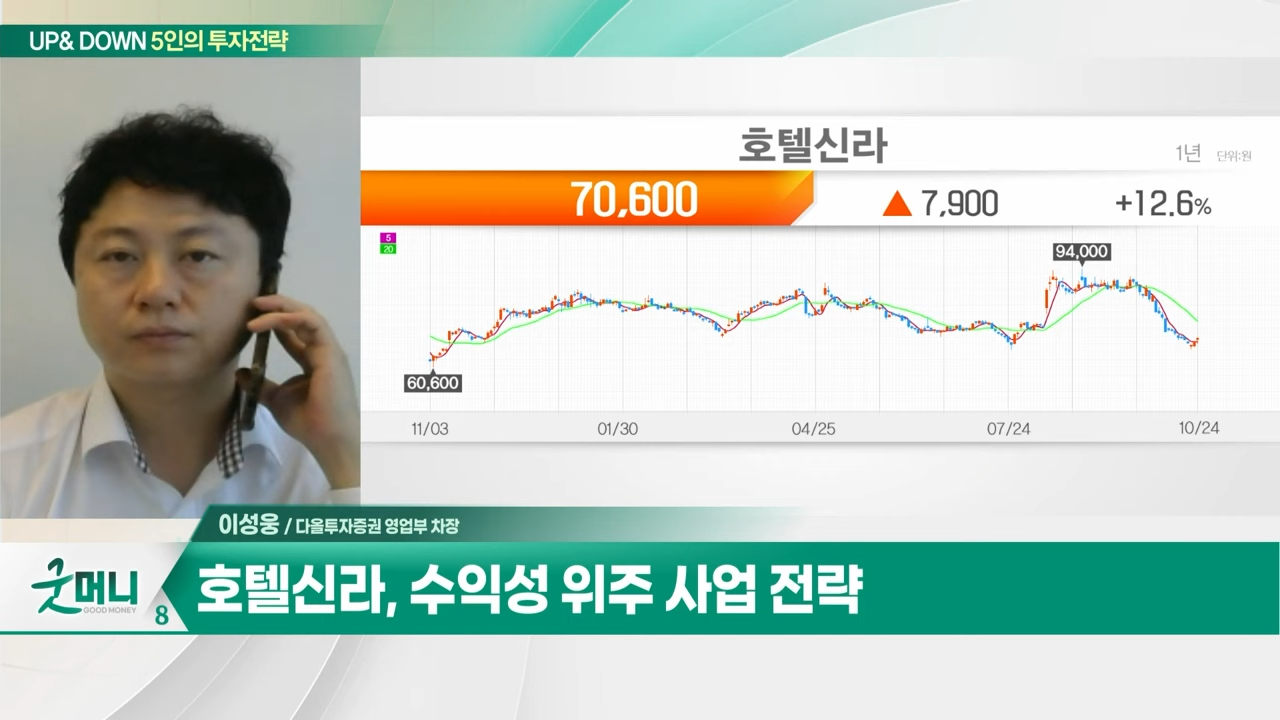 UP& DOWN 5인의 투자전략
호텔신라
1년 단위:원
70,600 ▲ 7,900 +12.6%
5
20
94,000
60,600
11/03 01/30 04/25 07/24 10/24
이성웅 / 다올투자증권 영업부 차장
굿머니
GOOD MONEY
8
호텔신라, 수익성 위주 사업 전략